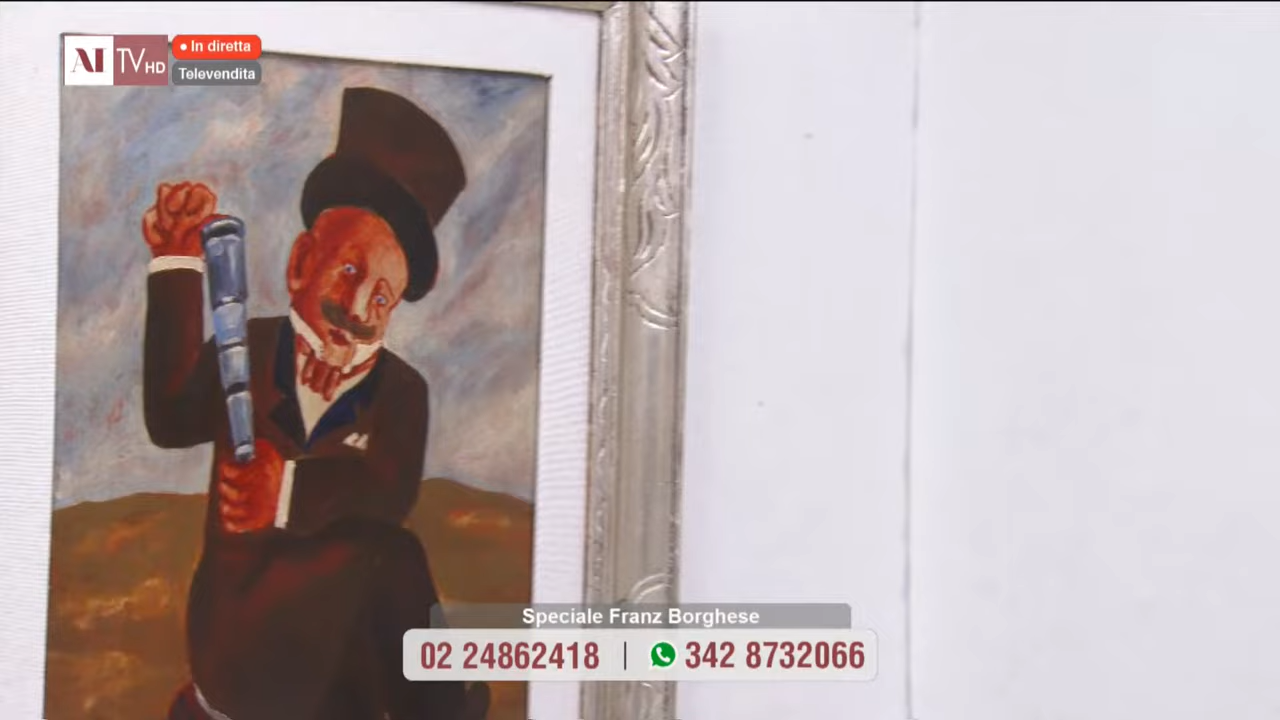 AI TV HD
In diretta
Televendita
Speciale Franz Borghese
02 24862418 | 342 8732066